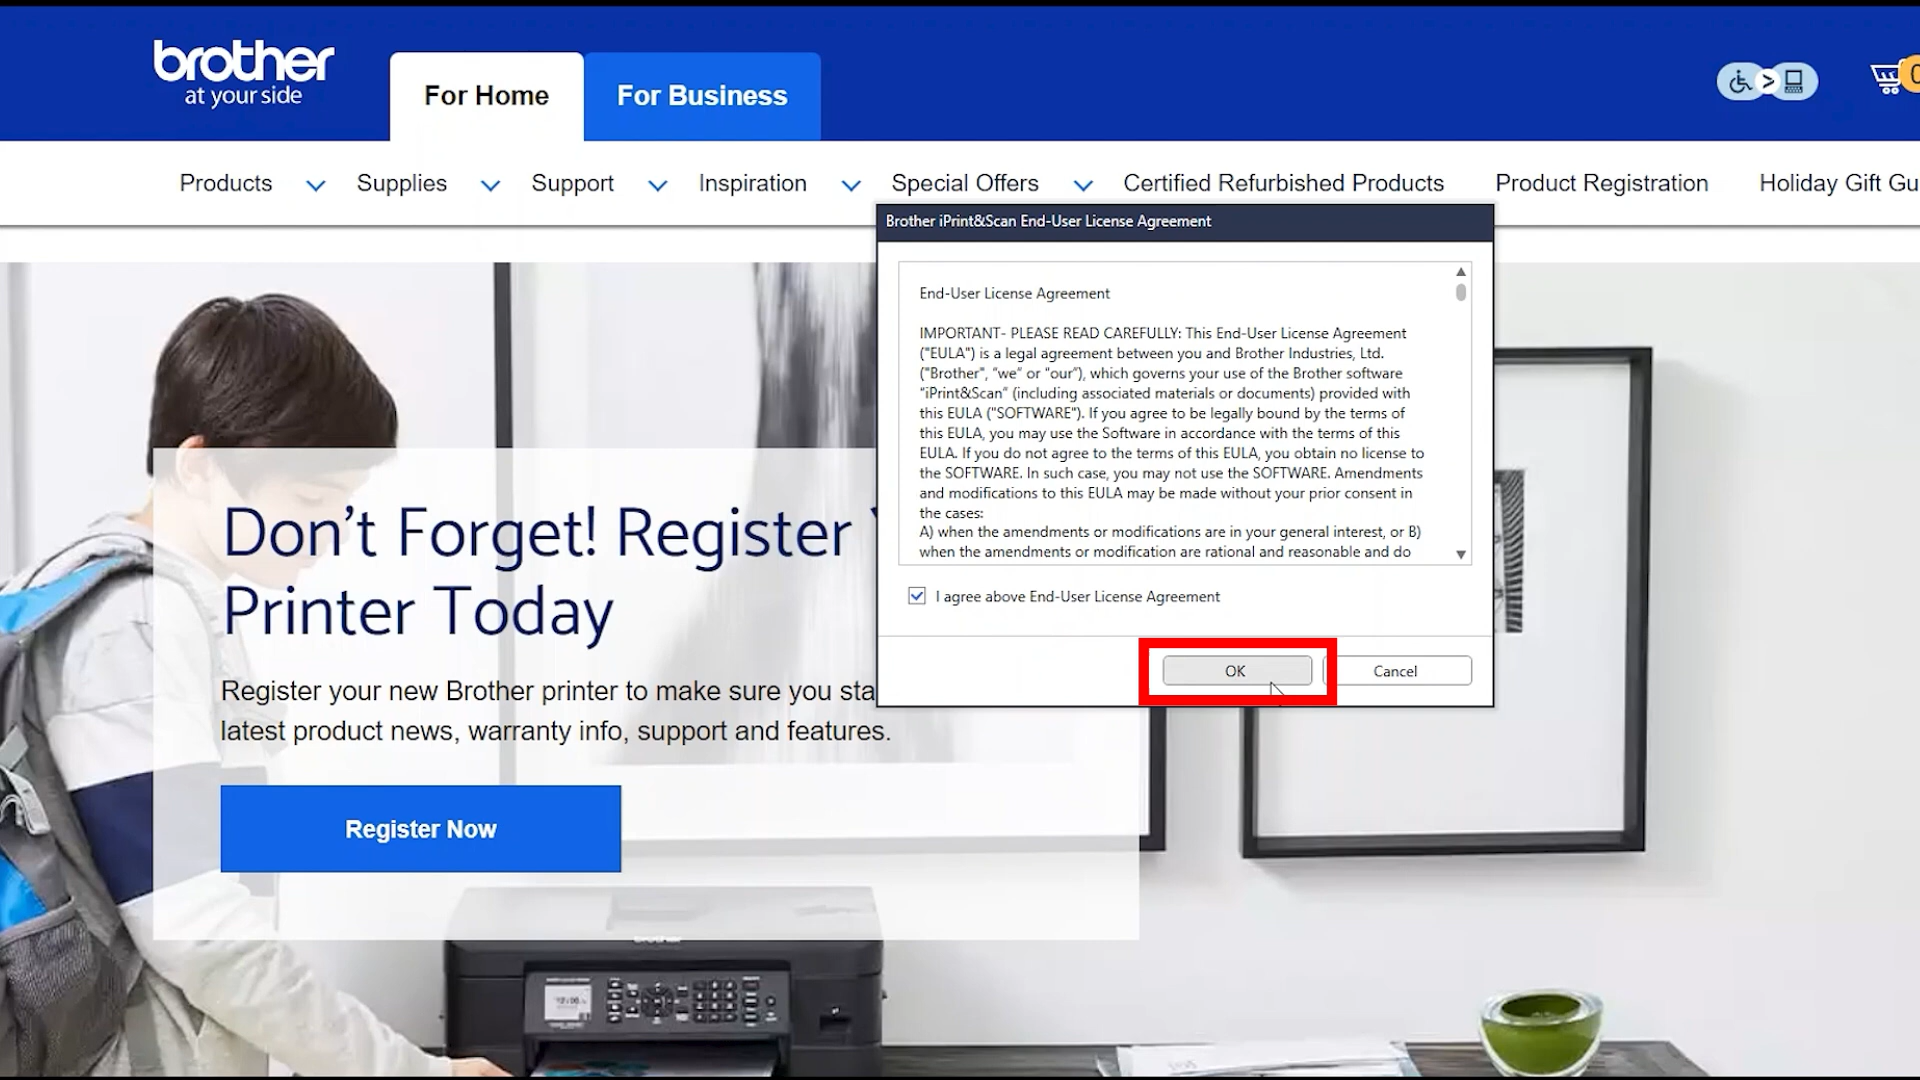 brother
at your side
For Home
For Business
0
Products
Supplies
Support
Inspiration
Special Offers
Certified Refurbished Products
Product Registration
Holiday Gift Gu
Brother iPrint&Scan End-User License Agreement
End-User License Agreement
IMPORTANT- PLEASE READ CAREFULLY: This End-User License Agreement
("EULA") is a legal agreement between you and Brother Industries, Ltd.
("Brother", "we" or "our"), which governs your use of the Brother software
"iPrint&Scan" (including associated materials or documents) provided with
this EULA ("SOFTWARE"). If you agree to be legally bound by the terms of
this EULA, you may use the Software in accordance with the terms of this
EULA. If you do not agree to the terms of this EULA, you obtain no license to
the SOFTWARE. In such case, you may not use the SOFTWARE. Amendments
and modifications to this EULA may be made without your prior consent in
the cases:
A) when the amendments or modifications are in your general interest, or B)
when the amendments or modification are rational and reasonable and do
I agree above End-User License Agreement
OK
Cancel
Don't Forget! Register
Printer Today
Register your new Brother printer to make sure you sta
latest product news, warranty info, support and features.
Register Now
brother